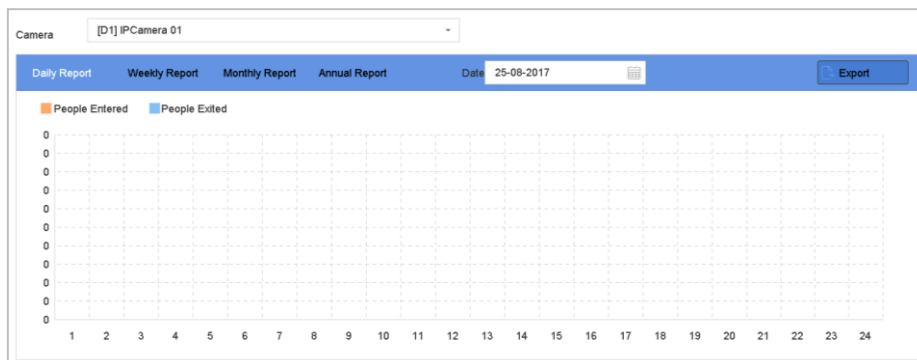 Camera [D1] IPCamera 01
Daily Report Weekly Report Monthly Report Annual Report Date 25-08-2017 Export
People Entered People Exited
0
0
0
0
0
0
0
0
0
0
0
1 2 3 4 5 6 7 8 9 10 11 12 13 14 15 16 17 18 19 20 21 22 23 24